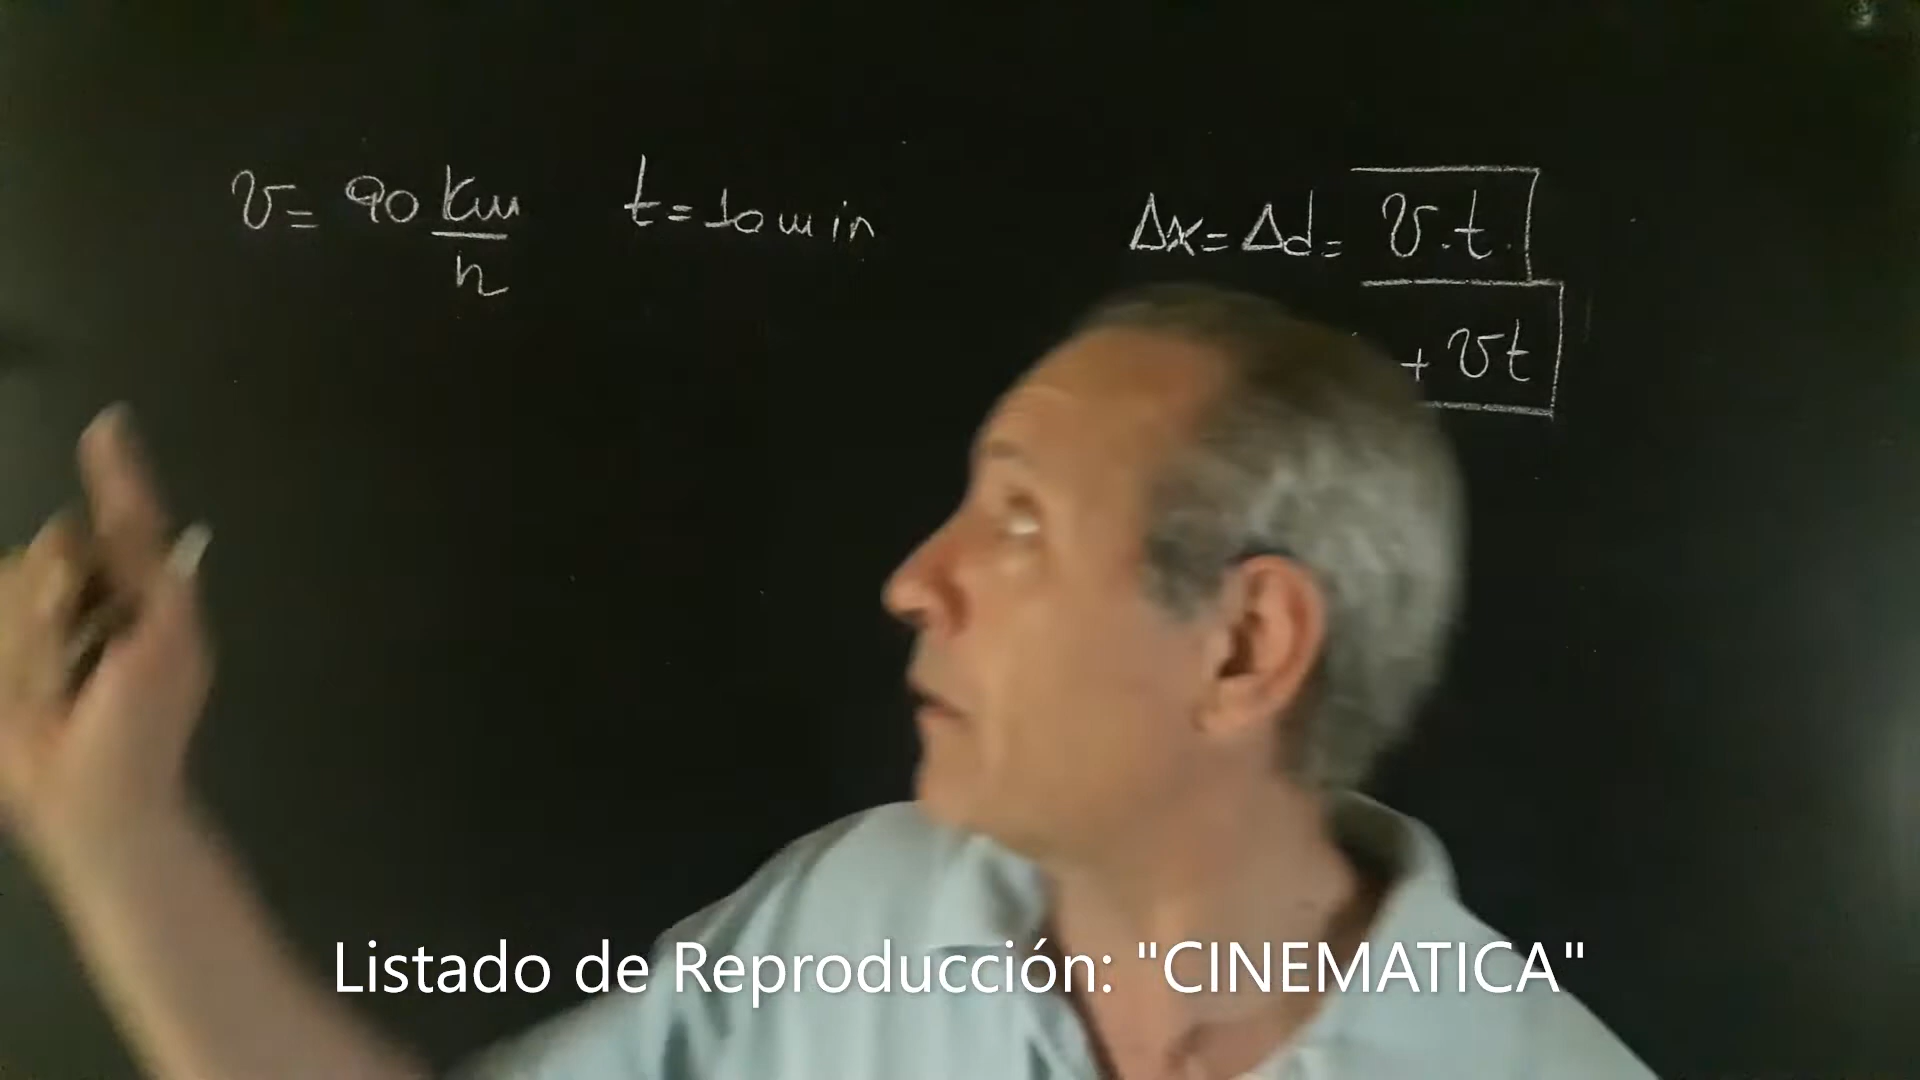 v = 90 Km/h t = 10 min Δx = Δd = v.t
+ vt
Listado de Reproducción: "CINEMATICA"